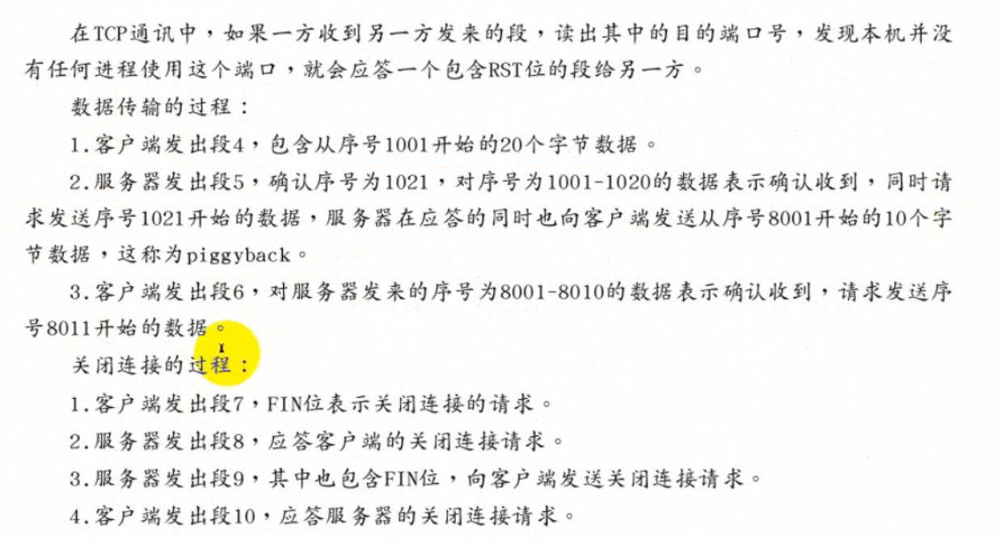 在TCP通讯中，如果一方收到另一方发来的段，读出其中的目的端口号，发现本机并没
有任何进程使用这个端口，就会应答一个包含RST位的段给另一方。
数据传输的过程：
1.客户端发出段4，包含从序号1001开始的20个字节数据。
2.服务器发出段5，确认序号为1021，对序号为1001-1020的数据表示确认收到，同时请
求发送序号1021开始的数据，服务器在应答的同时也向客户端发送从序号8001开始的10个字
节数据，这称为piggyback。
3.客户端发出段6，对服务器发来的序号为8001-8010的数据表示确认收到，请求发送序
号8011开始的数据。
关闭连接的过程：
1.客户端发出段7，FIN位表示关闭连接的请求。
2.服务器发出段8，应答客户端的关闭连接请求。
3.服务器发出段9，其中也包含FIN位，向客户端发送关闭连接请求。
4.客户端发出段10，应答服务器的关闭连接请求。